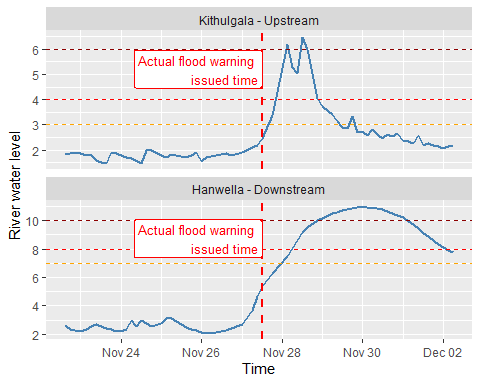 Kithulgala - Upstream
6
5
4
3
2
Actual flood warning
issued time
River water level
Hanwella - Downstream
10
8
6
4
2
Actual flood warning
issued time
Nov 24
Nov 26
Nov 28
Nov 30
Dec 02
Time